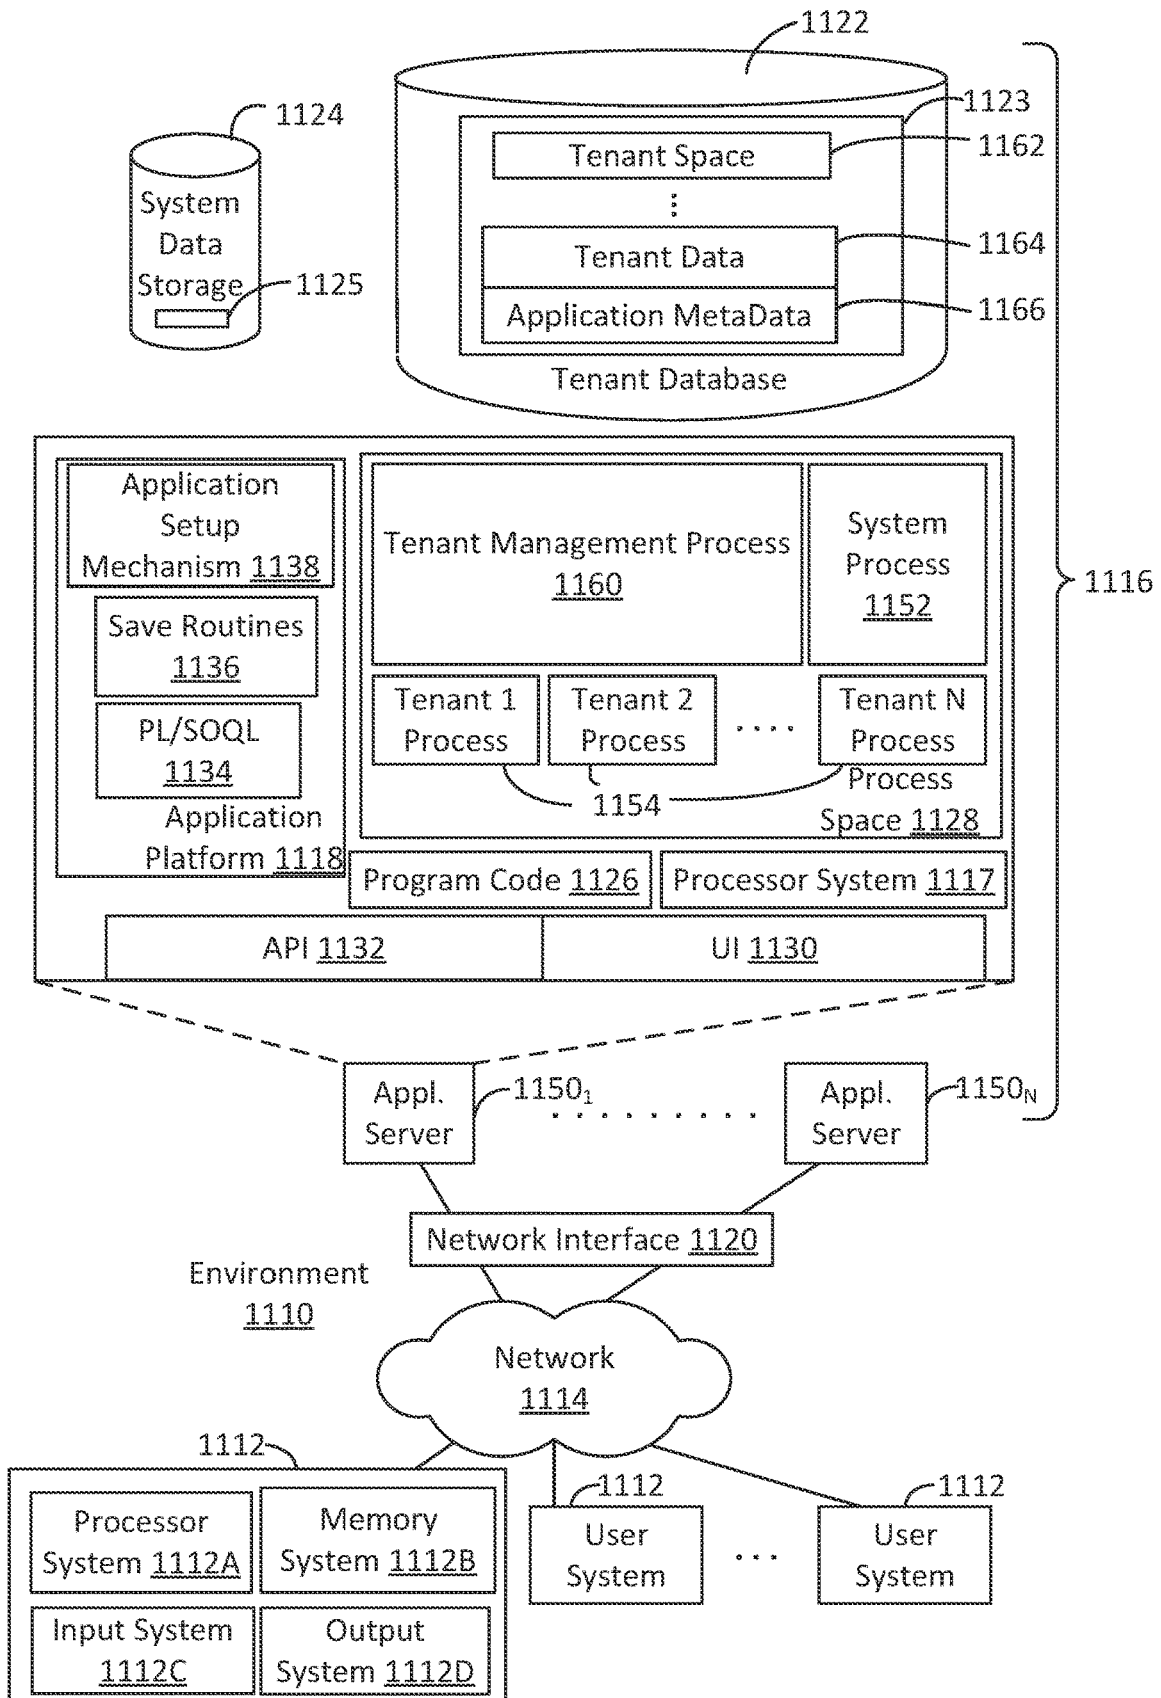 1122
1124
1123
Tenant Space
1162
System
Data
Storage
1125
Tenant Data
1164
Application MetaData
1166
Tenant Database
Application
Setup
Mechanism 1138
Tenant Management Process
1160
System
Process
1152
1116
Save Routines
1136
Tenant 1
Process
Tenant 2
Process
Tenant N
Process
PL/SOQL
1134
1154
Process
Space 1128
Application
Platform 1118
Program Code 1126
Processor System 1117
API 1132
UI 1130
Appl.
Server
1150₁
Appl.
Server
1150N
Network Interface 1120
Environment
1110
Network
1114
1112
Processor
System 1112A
Memory
System 1112B
Input System
1112C
Output
System 1112D
1112
User
System
1112
User
System